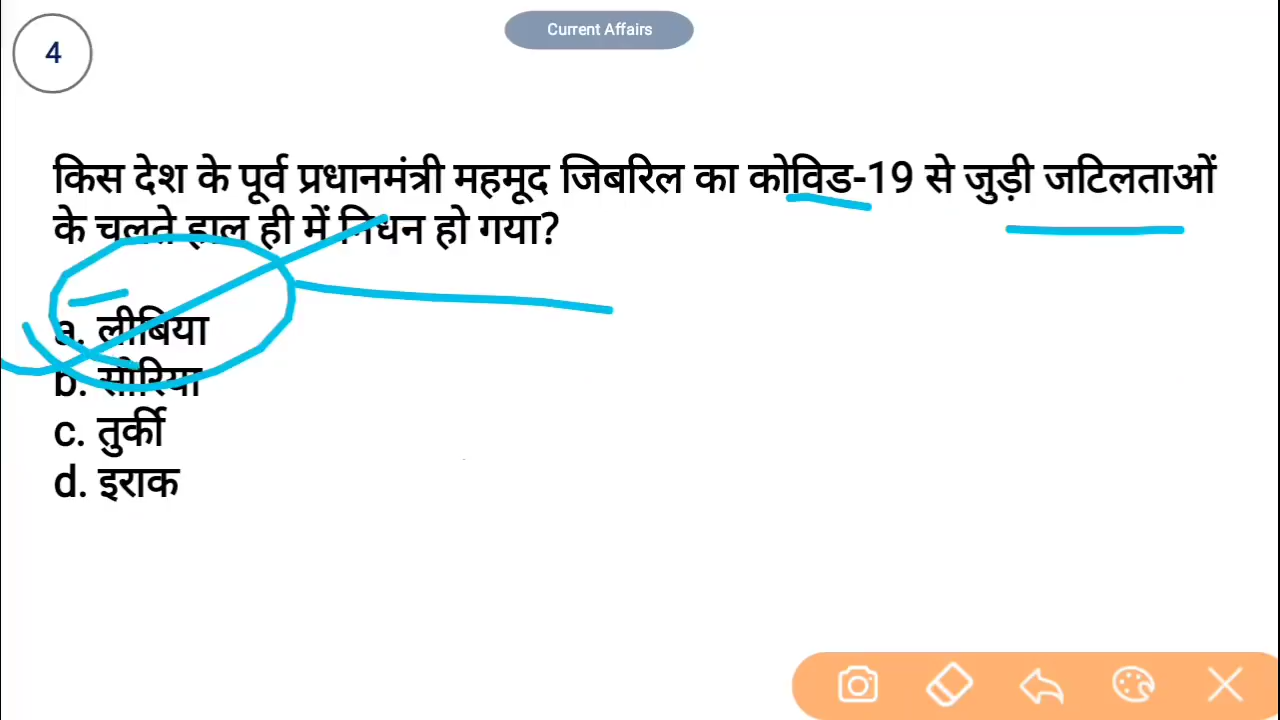 4
Current Affairs
किस देश के पूर्व प्रधानमंत्री महमूद जिबरिल का कोविड-19 से जुड़ी जटिलताओं
के चलते हाल ही में निधन हो गया?
a. लीबिया
b. सीरिया
c. तुर्की
d. इराक